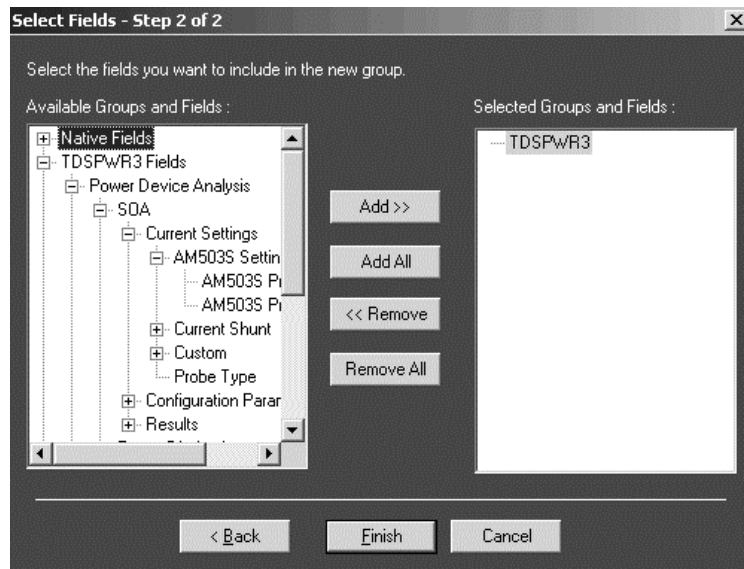 Select Fields - Step 2 of 2
Select the fields you want to include in the new group.
Available Groups and Fields :
Selected Groups and Fields :
Native Fields
TDSPWR3 Fields
Power Device Analysis
SOA
Current Settings
AM503S Settin
AM503S Pr
AM503S Pr
Current Shunt
Custom
Probe Type
Configuration Parar
Results
TDSPWR3
Add >>
Add All
<< Remove
Remove All
< Back
Finish
Cancel